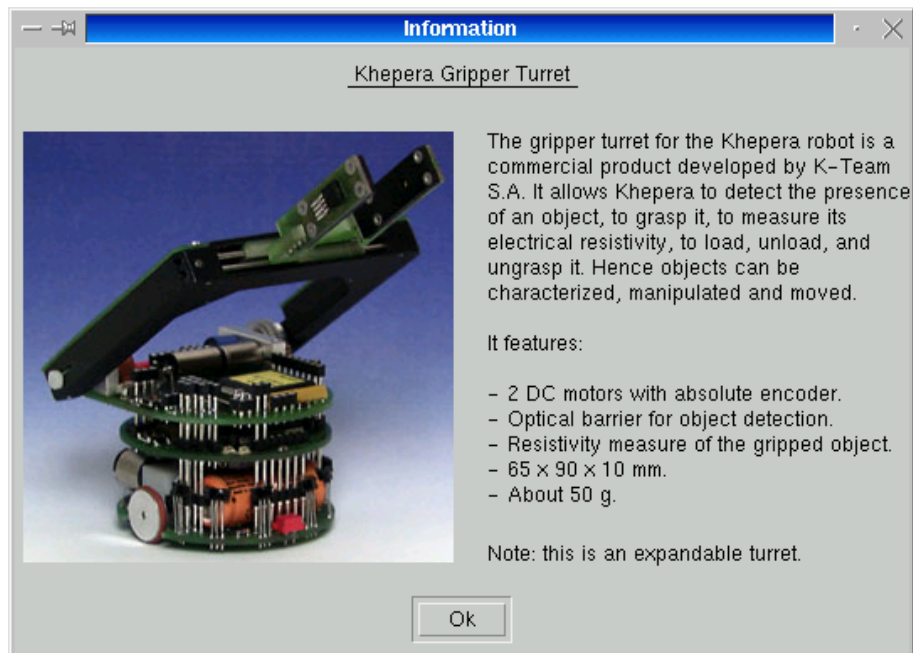 Information
Khepera Gripper Turret
The gripper turret for the Khepera robot is a
commercial product developed by K-Team
S.A. It allows Khepera to detect the presence
of an object, to grasp it, to measure its
electrical resistivity, to load, unload, and
ungrasp it. Hence objects can be
characterized, manipulated and moved.
It features:
- 2 DC motors with absolute encoder.
- Optical barrier for object detection.
- Resistivity measure of the gripped object.
- 65 x 90 x 10 mm.
- About 50 g.
Note: this is an expandable turret.
Ok